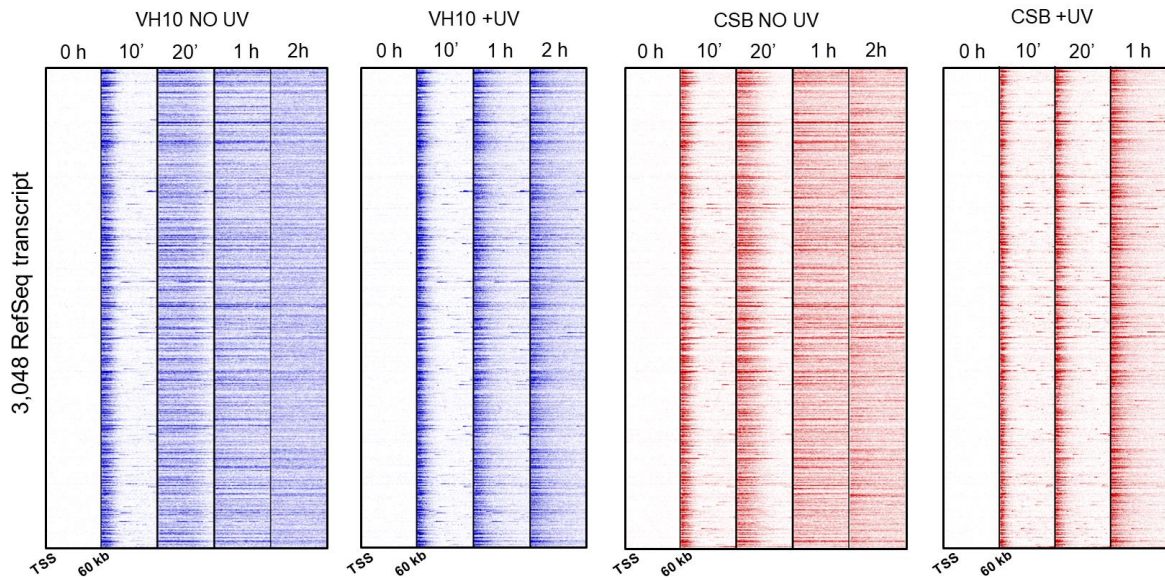 VH10 NO UV
VH10 +UV
CSB NO UV
CSB +UV
0 h 10’ 20’ 1 h 2h
0 h 10’ 1 h 2 h
0 h 10’ 20’ 1 h 2h
0 h 10’ 20’ 1 h
3,048 RefSeq transcript
TSS 60 kb
TSS 60 kb
TSS 60 kb
TSS 60 kb